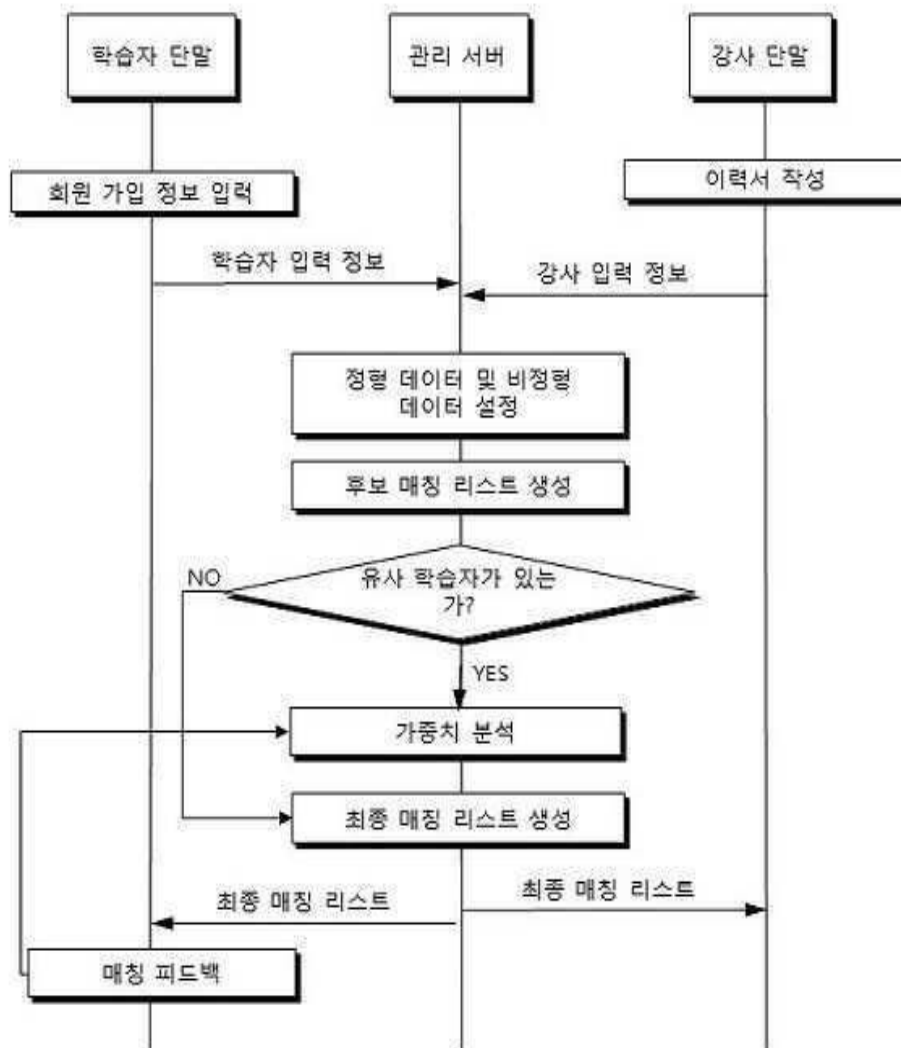 학습자 단말
관리 서버
강사 단말
회원 가입 정보 입력
이력서 작성
학습자 입력 정보
강사 입력 정보
정형 데이터 및 비정형
데이터 설정
후보 매칭 리스트 생성
NO
유사 학습자가 있는
가?
YES
가중치 분석
최종 매칭 리스트 생성
최종 매칭 리스트
최종 매칭 리스트
매칭 피드백